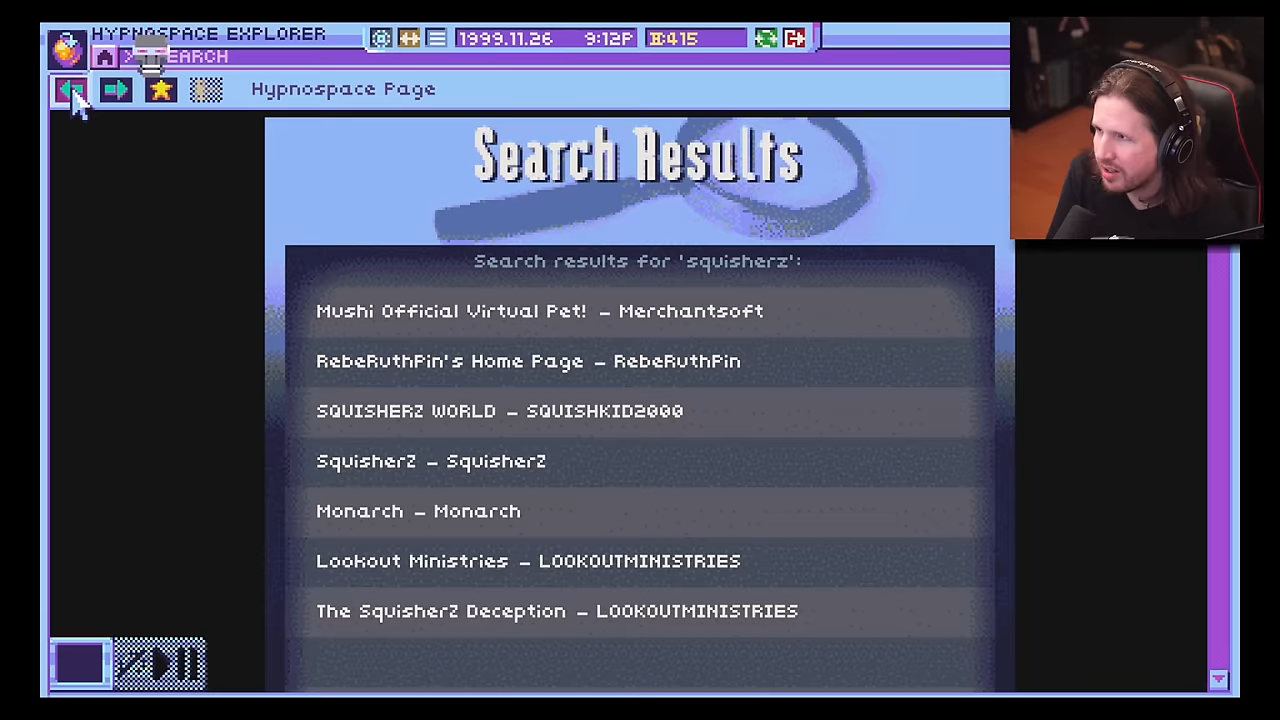 HYPNOSPACE EXPLORER
1999.11.26 9:12P
415
EARCH
Hypnospace Page
Search Results
Search results for 'squisherz':
Mushi Official Virtual Pet! - Merchantsoft
RebeRuthPin's Home Page - RebeRuthPin
SQUISHERZ WORLD - SQUISHKID2000
SquisherZ - SquisherZ
Monarch - Monarch
Lookout Ministries - LOOKOUTMINISTRIES
The SquisherZ Deception - LOOKOUTMINISTRIES